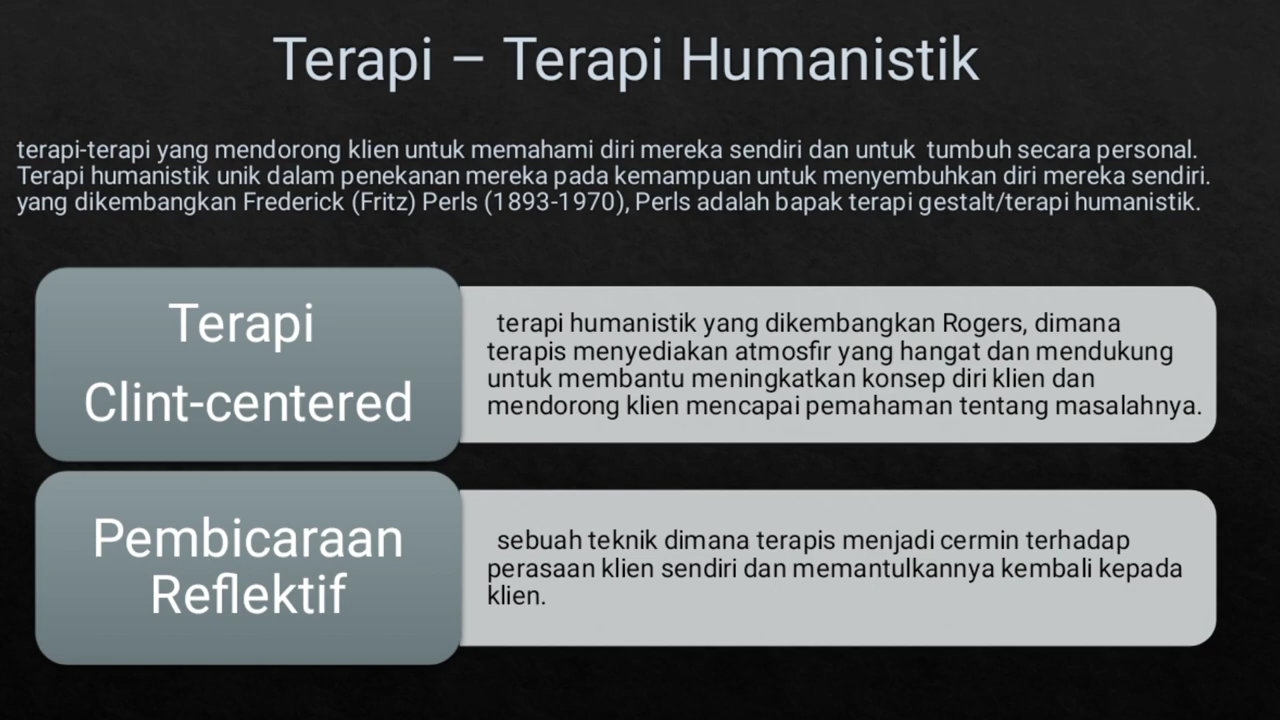 Terapi – Terapi Humanistik
terapi-terapi yang mendorong klien untuk memahami diri mereka sendiri dan untuk tumbuh secara personal.
Terapi humanistik unik dalam penekanan mereka pada kemampuan untuk menyembuhkan diri mereka sendiri.
yang dikembangkan Frederick (Fritz) Perls (1893-1970), Perls adalah bapak terapi gestalt/terapi humanistik.
Terapi
Clint-centered
terapi humanistik yang dikembangkan Rogers, dimana
terapis menyediakan atmosfir yang hangat dan mendukung
untuk membantu meningkatkan konsep diri klien dan
mendorong klien mencapai pemahaman tentang masalahnya.
Pembicaraan
Reflektif
sebuah teknik dimana terapis menjadi cermin terhadap
perasaan klien sendiri dan memantulkannya kembali kepada
klien.